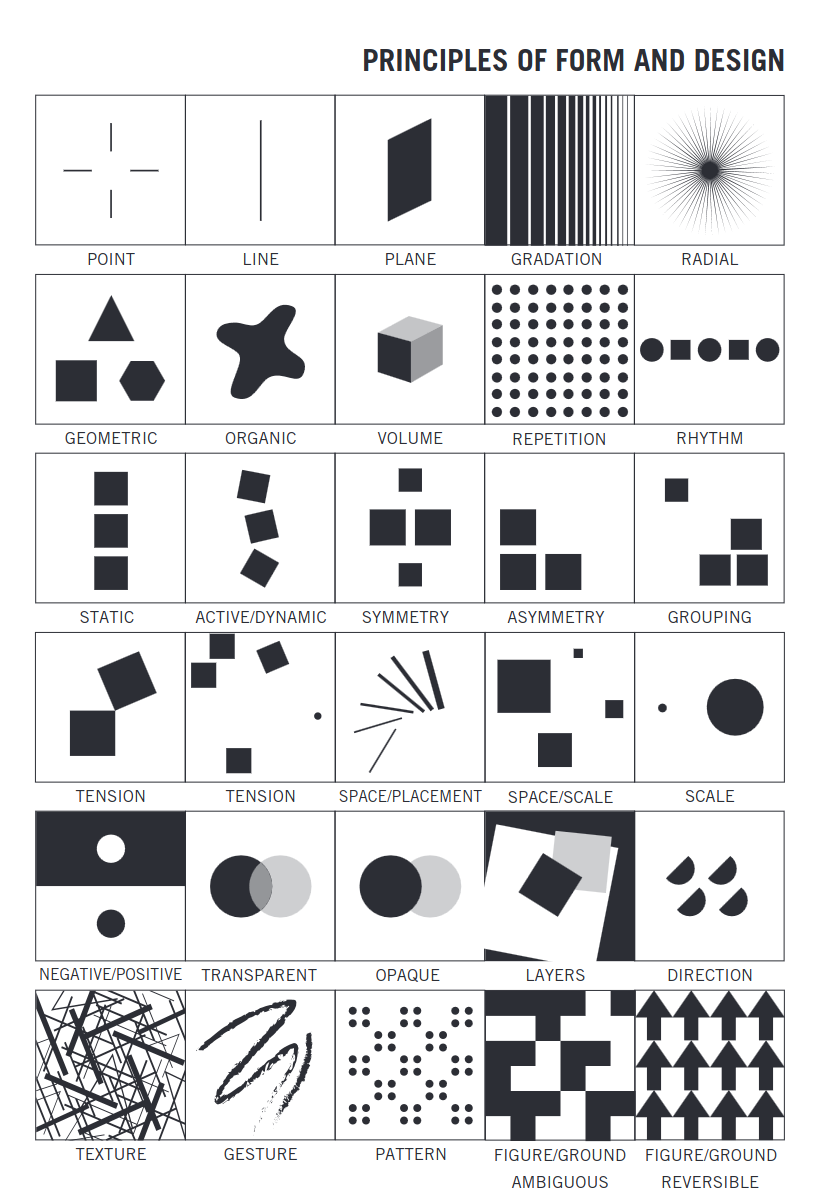 PRINCIPLES OF FORM AND DESIGN
POINT
LINE
PLANE
GRADATION
RADIAL
GEOMETRIC
ORGANIC
VOLUME
REPETITION
RHYTHM
STATIC
ACTIVE/DYNAMIC
SYMMETRY
ASYMMETRY
GROUPING
TENSION
TENSION
SPACE/PLACEMENT
SPACE/SCALE
SCALE
NEGATIVE/POSITIVE
TRANSPARENT
OPAQUE
LAYERS
DIRECTION
TEXTURE
GESTURE
PATTERN
FIGURE/GROUND
AMBIGUOUS
FIGURE/GROUND
REVERSIBLE